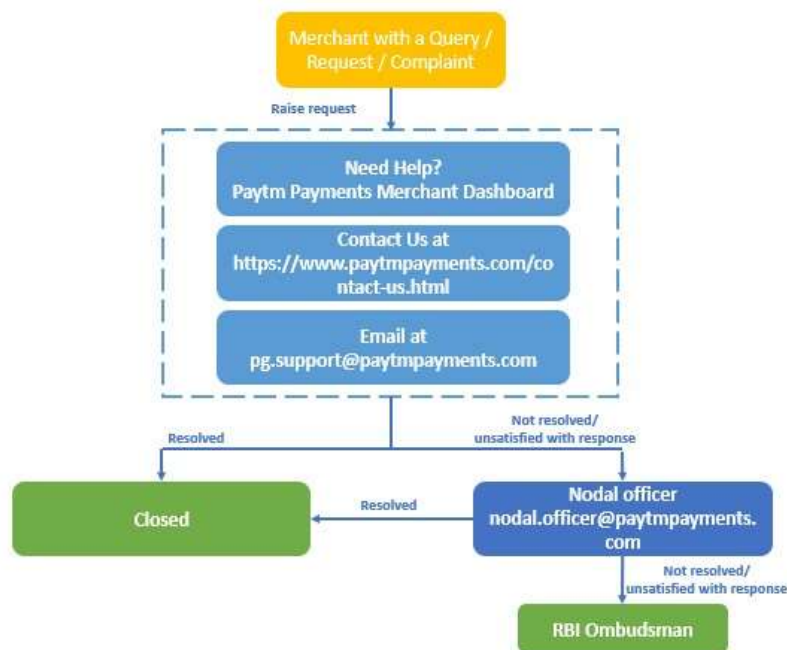 Merchant with a Query /
Request / Complaint
Raise request
Need Help?
Paytm Payments Merchant Dashboard
Contact Us at
https://www.paytmpayments.com/co
ntact-us.html
Email at
pg.support@paytmpayments.com
Resolved
Not resolved/
unsatisfied with response
Closed
Resolved
Nodal officer
nodal.officer@paytmpayments.
com
Not resolved/
unsatisfied with response
RBI Ombudsman